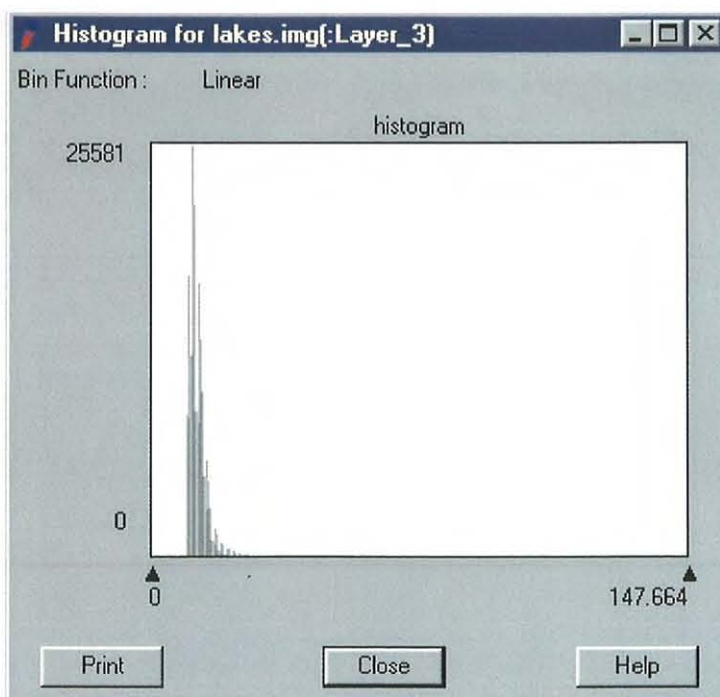 Histogram for lakes.img(:Layer_3)
Bin Function :   Linear
histogram
25581
0
0   147.664
Print   Close   Help